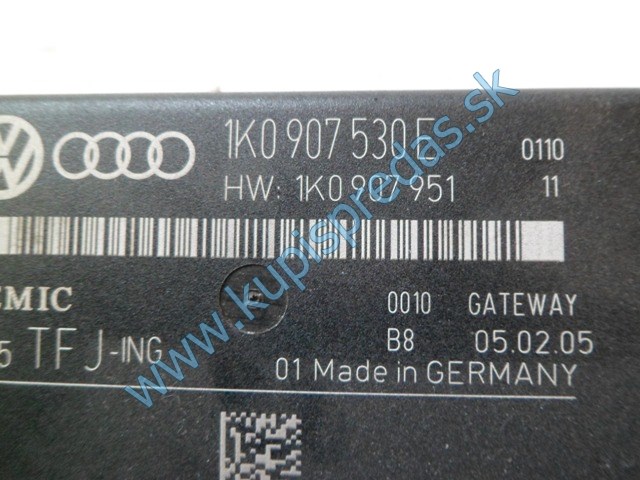 1K0 907 530 E 0110
HW: 1K0 907 951 11
EMIC
0010 GATEWAY
5 TFJ-ING
B8 05.02.05
01 Made in GERMANY
www.kupispredas.sk